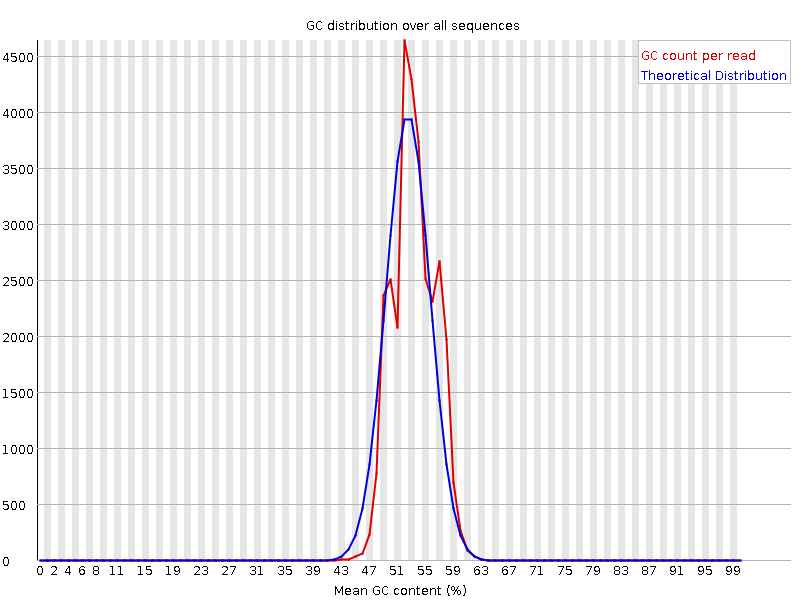 GC distribution over all sequences
GC count per read
Theoretical Distribution
4500
4000
3500
3000
2500
2000
1500
1000
500
0
0 2 4 6 8 11 15 19 23 27 31 35 39 43 47 51 55 59 63 67 71 75 79 83 87 91 95 99
Mean GC content (%)